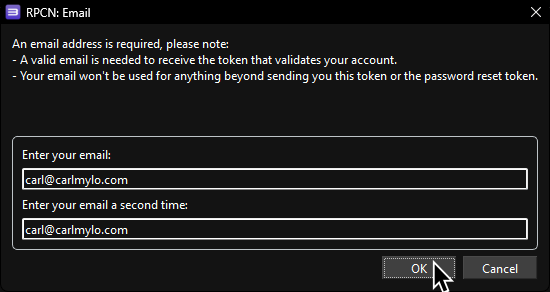 RPCN: Email
An email address is required, please note:
- A valid email is needed to receive the token that validates your account.
- Your email won't be used for anything beyond sending you this token or the password reset token.
Enter your email:
carl@carlmylo.com
Enter your email a second time:
carl@carlmylo.com
OK
Cancel